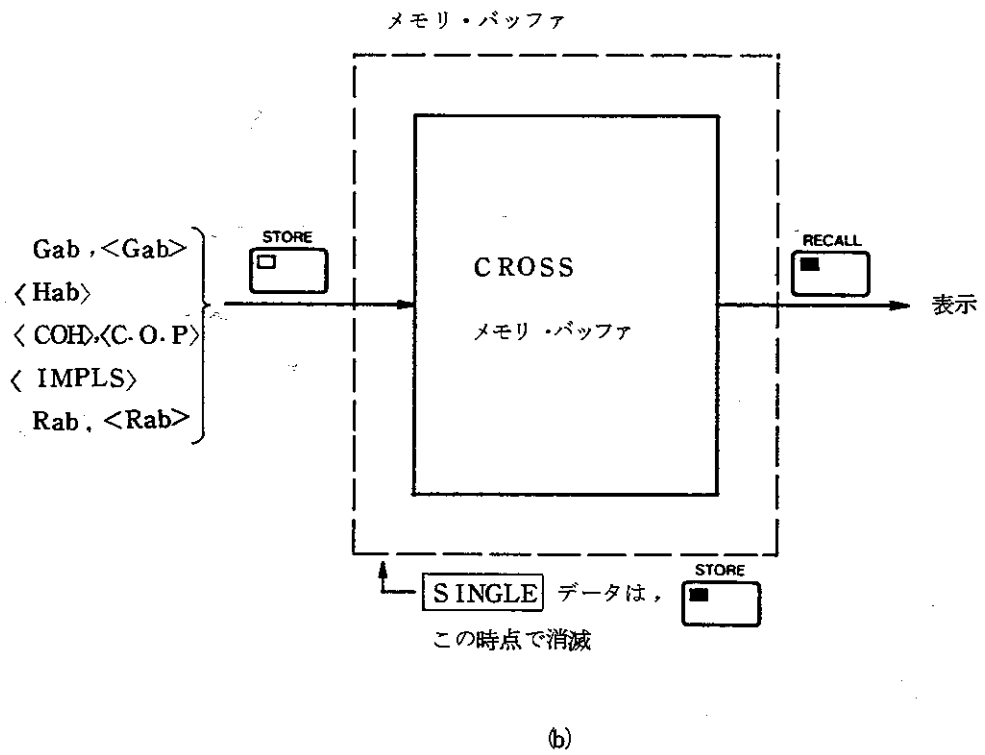 メモリ・バッファ
Gab , <Gab>
〈Hab〉
〈COH〉,〈C.O.P〉
〈IMPLS〉
Rab , <Rab>
STORE
CROSS
メモリ・バッファ
RECALL
表示
SINGLE データは,
STORE
この時点で消滅
(b)